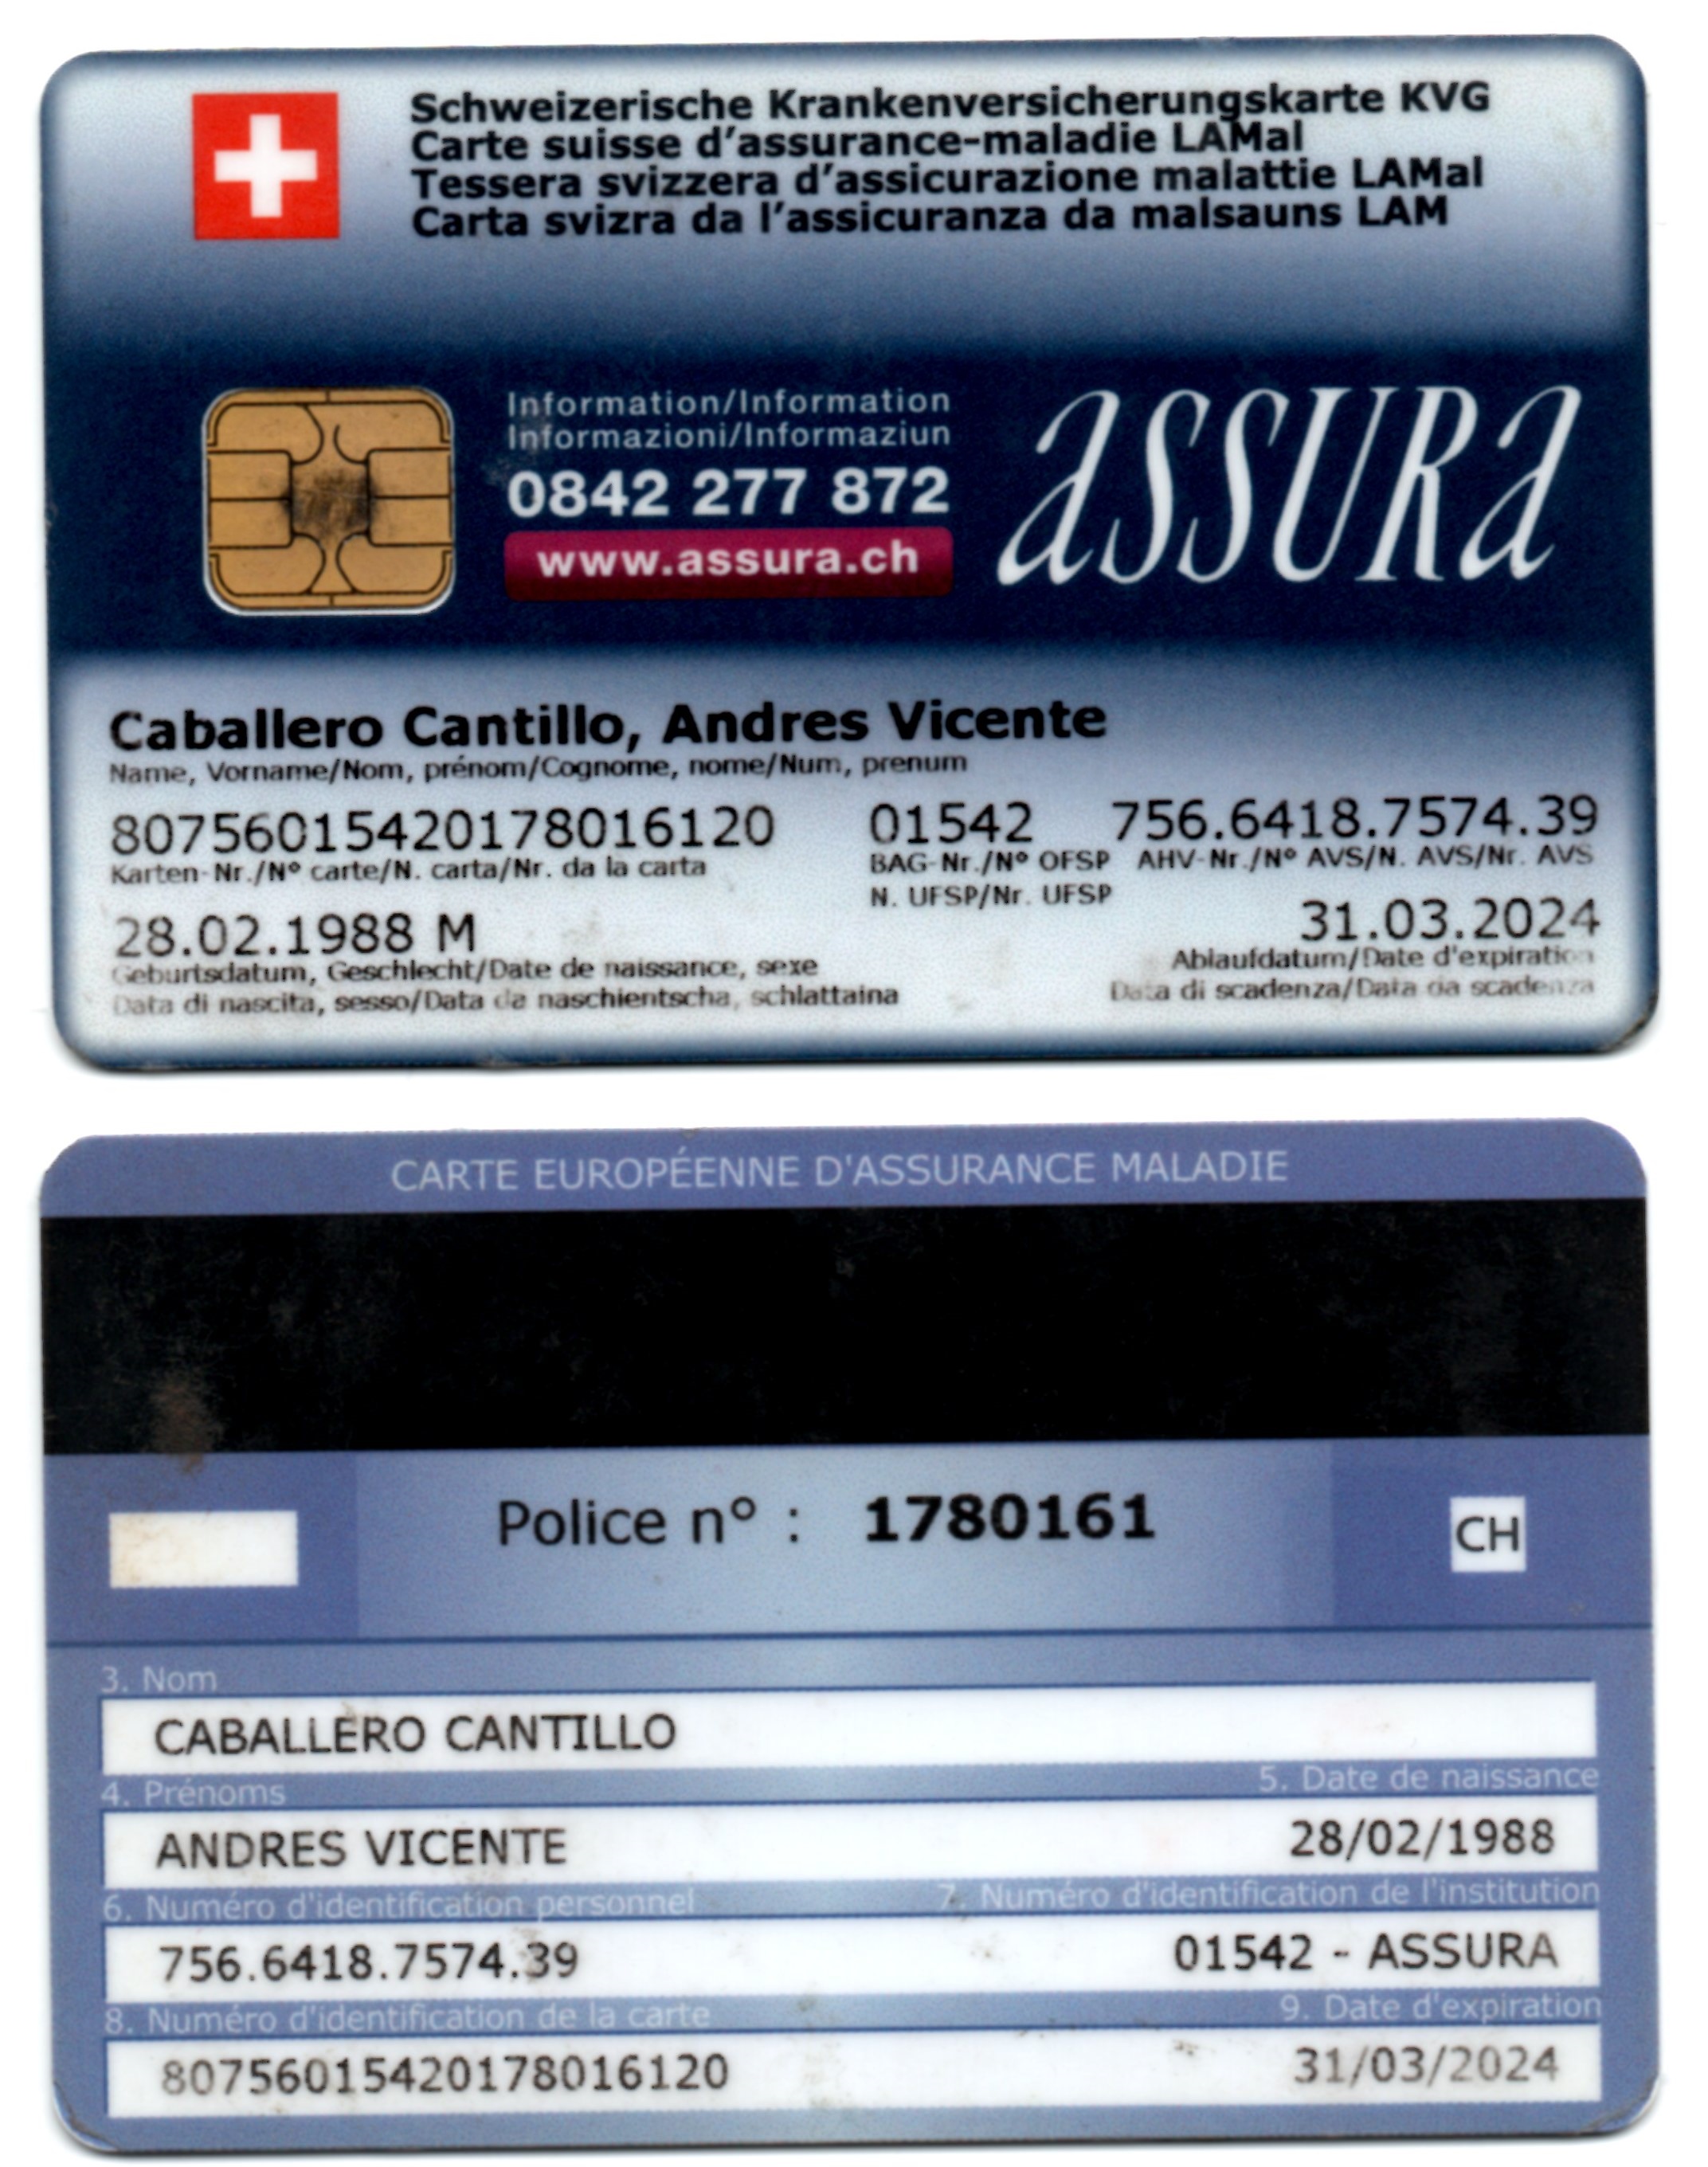 Schweizerische Krankenversicherungskarte KVG
Carte suisse d'assurance-maladie LAMal
Tessera svizzera d'assicurazione malattie LAMal
Carta svizra da l'assicuranza da malsauns LAM
Information/Information
Informazioni/Informaziun
0842 277 872
www.assura.ch
assura
Caballero Cantillo, Andres Vicente
Name, Vorname/Nom, prénom/Cognome, nome/Num, prenum
80756015420178016120 01542 756.6418.7574.39
Karten-Nr./N° carte/N. carta/Nr. da la carta BAG-Nr./N° OFSP AHV-Nr./N° AVS/N. AVS/Nr. AVS
N. UFSP/Nr. UFSP
28.02.1988 M 31.03.2024
Geburtsdatum, Geschlecht/Date de naissance, sexe Ablaufdatum/Date d'expiration
Data di nascita, sesso/Data da naschientscha, schlattaina Data di scadenza/Data da scadenza
CARTE EUROPÉENNE D'ASSURANCE MALADIE
Police n° : 1780161
CH
3. Nom
CABALLERO CANTILLO
4. Prénoms 5. Date de naissance
ANDRES VICENTE 28/02/1988
6. Numéro d'identification personnel 7. Numéro d'identification de l'institution
756.6418.7574.39 01542 - ASSURA
8. Numéro d'identification de la carte 9. Date d'expiration
80756015420178016120 31/03/2024